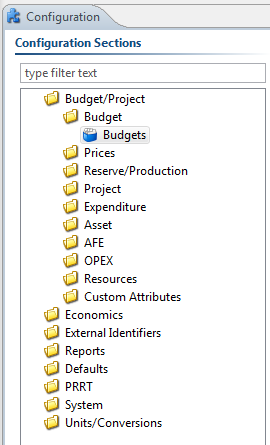 Configuration
Configuration Sections
type filter text
Budget/Project
Budget
Budgets
Prices
Reserve/Production
Project
Expenditure
Asset
AFE
OPEX
Resources
Custom Attributes
Economics
External Identifiers
Reports
Defaults
PRRT
System
Units/Conversions